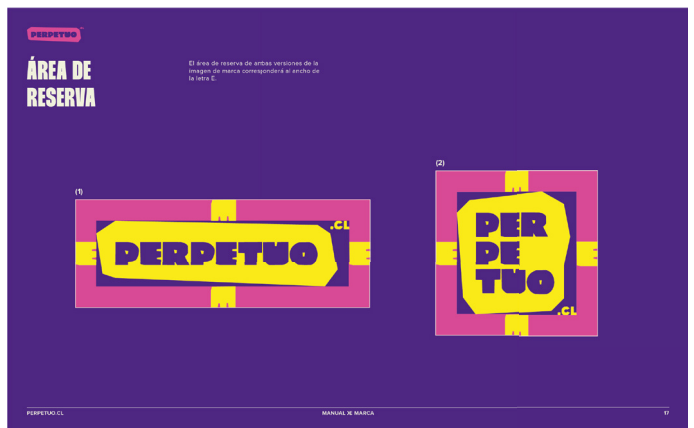 PERPETUO
ÁREA DE
RESERVA
El área de reserva de ambas versiones de la
imagen de marca corresponderá al ancho de
la letra E.
(1)
E
E
PERPETUO
.CL
E
E
(2)
E
E
PER
PE
TUO
.CL
E
E
PERPETUO.CL
MANUAL DE MARCA
17